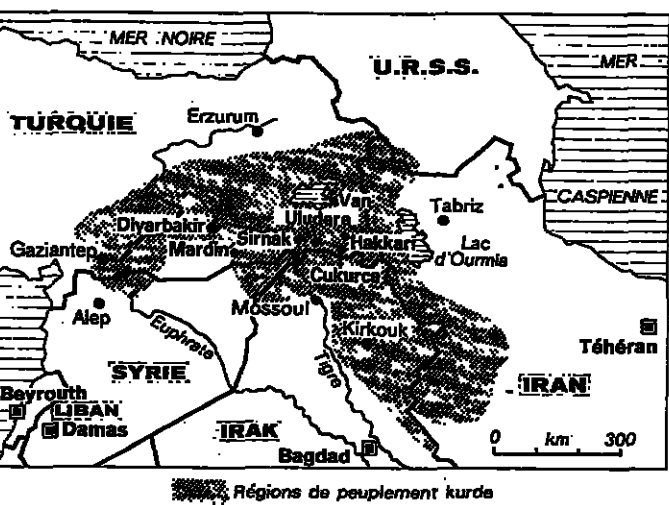 MER NOIRE
U.R.S.S.
MER
CASPIENNE
TURQUIE
Erzurum
Van
Tabriz
Uludere
Diyarbakir
Sirnak
Hakkari
Lac
d'Ourmia
Gaziantep
Mardin
Cukurca
Alep
Mossoul
Euphrate
Kirkouk
Téhéran
SYRIE
Tigre
IRAN
Beyrouth
LIBAN
Damas
IRAK
Bagdad
0 km 300
Régions de peuplement kurde